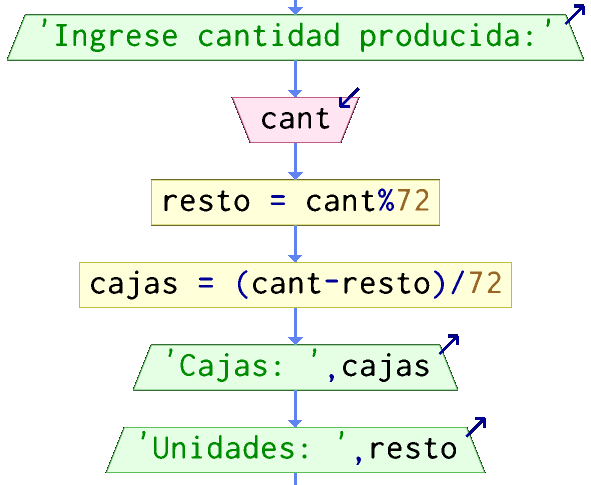 'Ingrese cantidad producida:'
cant
resto = cant%72
cajas = (cant-resto)/72
'Cajas: ',cajas
'Unidades: ',resto